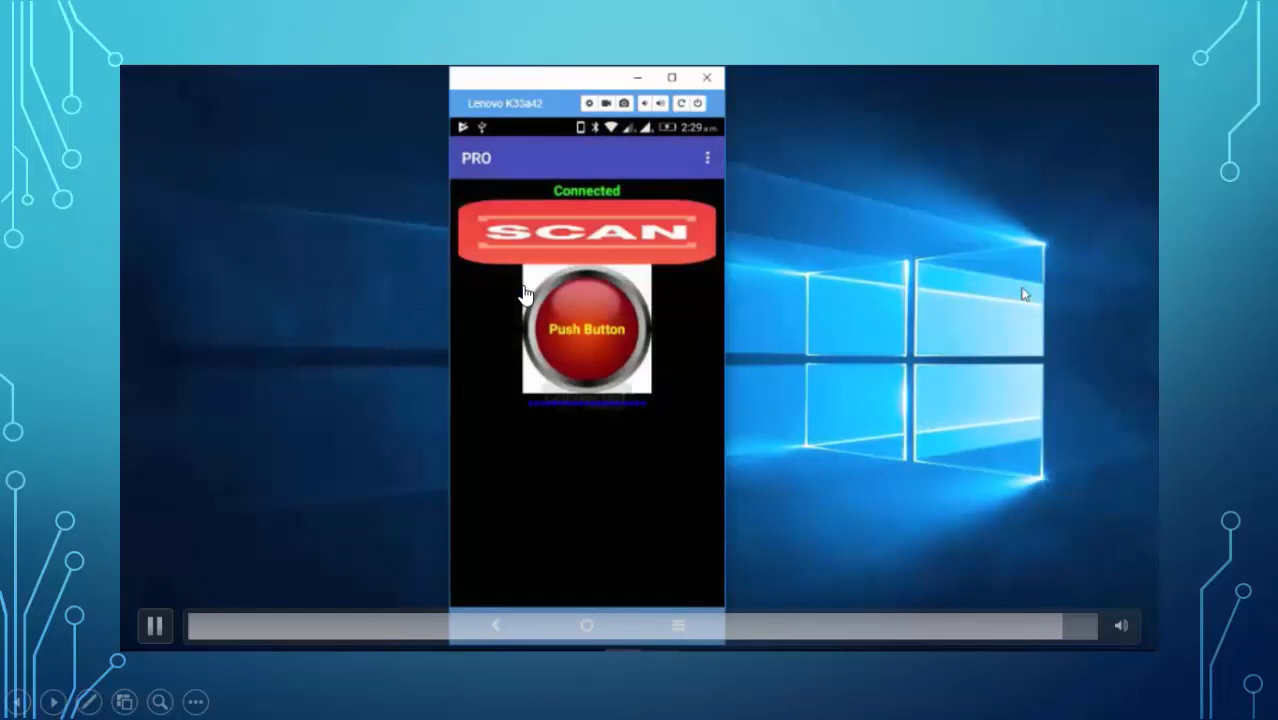 Lenovo K33a42
2:29 a.m.
PRO
Connected
SCAN
Push Button